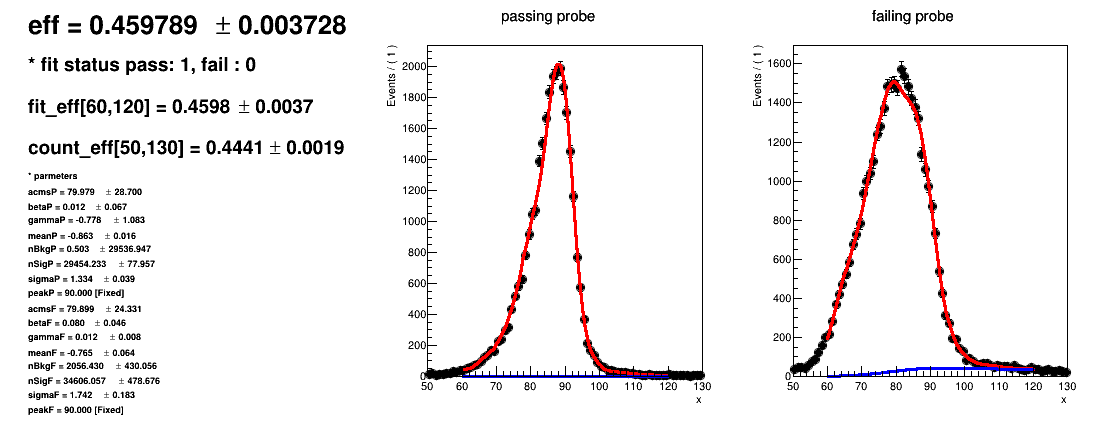 eff = 0.459789 ± 0.003728
* fit status pass: 1, fail : 0
fit_eff[60,120] = 0.4598 ± 0.0037
count_eff[50,130] = 0.4441 ± 0.0019
* parmeters
acmsP = 79.979 ± 28.700
betaP = 0.012 ± 0.067
gammaP = -0.778 ± 1.083
meanP = -0.863 ± 0.016
nBkgP = 0.503 ± 29536.947
nSigP = 29454.233 ± 77.957
sigmaP = 1.334 ± 0.039
peakP = 90.000 [Fixed]
acmsF = 79.899 ± 24.331
betaF = 0.080 ± 0.046
gammaF = 0.012 ± 0.008
meanF = -0.765 ± 0.064
nBkgF = 2056.430 ± 430.056
nSigF = 34606.057 ± 478.676
sigmaF = 1.742 ± 0.183
peakF = 90.000 [Fixed]
passing probe
Events / ( 1 )
2000
1800
1600
1400
1200
1000
800
600
400
200
0
50 60 70 80 90 100 110 120 130
x
failing probe
Events / ( 1 )
1600
1400
1200
1000
800
600
400
200
0
50 60 70 80 90 100 110 120 130
x